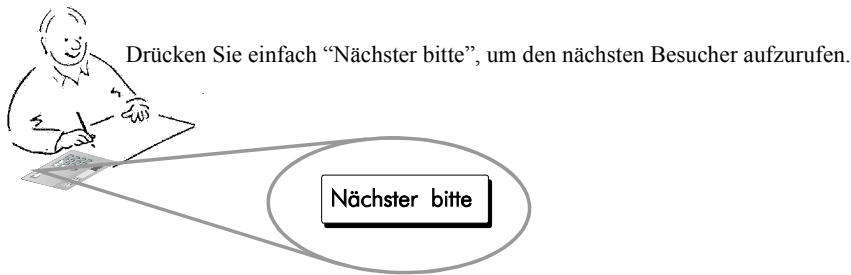 Drücken Sie einfach “Nächster bitte”, um den nächsten Besucher aufzurufen.
Nächster bitte